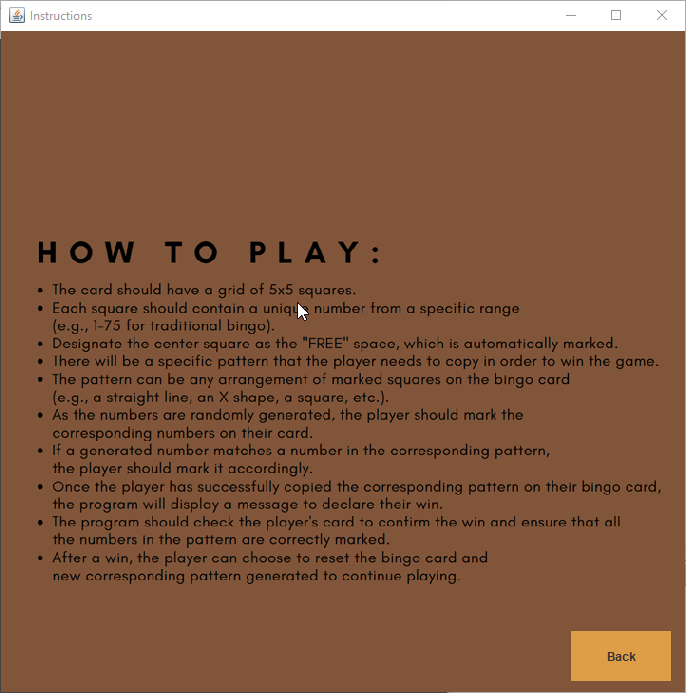 Instructions
HOW TO PLAY:
• The card should have a grid of 5x5 squares.
• Each square should contain a unique number from a specific range
(e.g., 1-75 for traditional bingo).
• Designate the center square as the "FREE" space, which is automatically marked.
• There will be a specific pattern that the player needs to copy in order to win the game.
• The pattern can be any arrangement of marked squares on the bingo card
(e.g., a straight line, an X shape, a square, etc.).
• As the numbers are randomly generated, the player should mark the
corresponding numbers on their card.
• If a generated number matches a number in the corresponding pattern,
the player should mark it accordingly.
• Once the player has successfully copied the corresponding pattern on their bingo card,
the program will display a message to declare their win.
• The program should check the player's card to confirm the win and ensure that all
the numbers in the pattern are correctly marked.
• After a win, the player can choose to reset the bingo card and
new corresponding pattern generated to continue playing.
Back